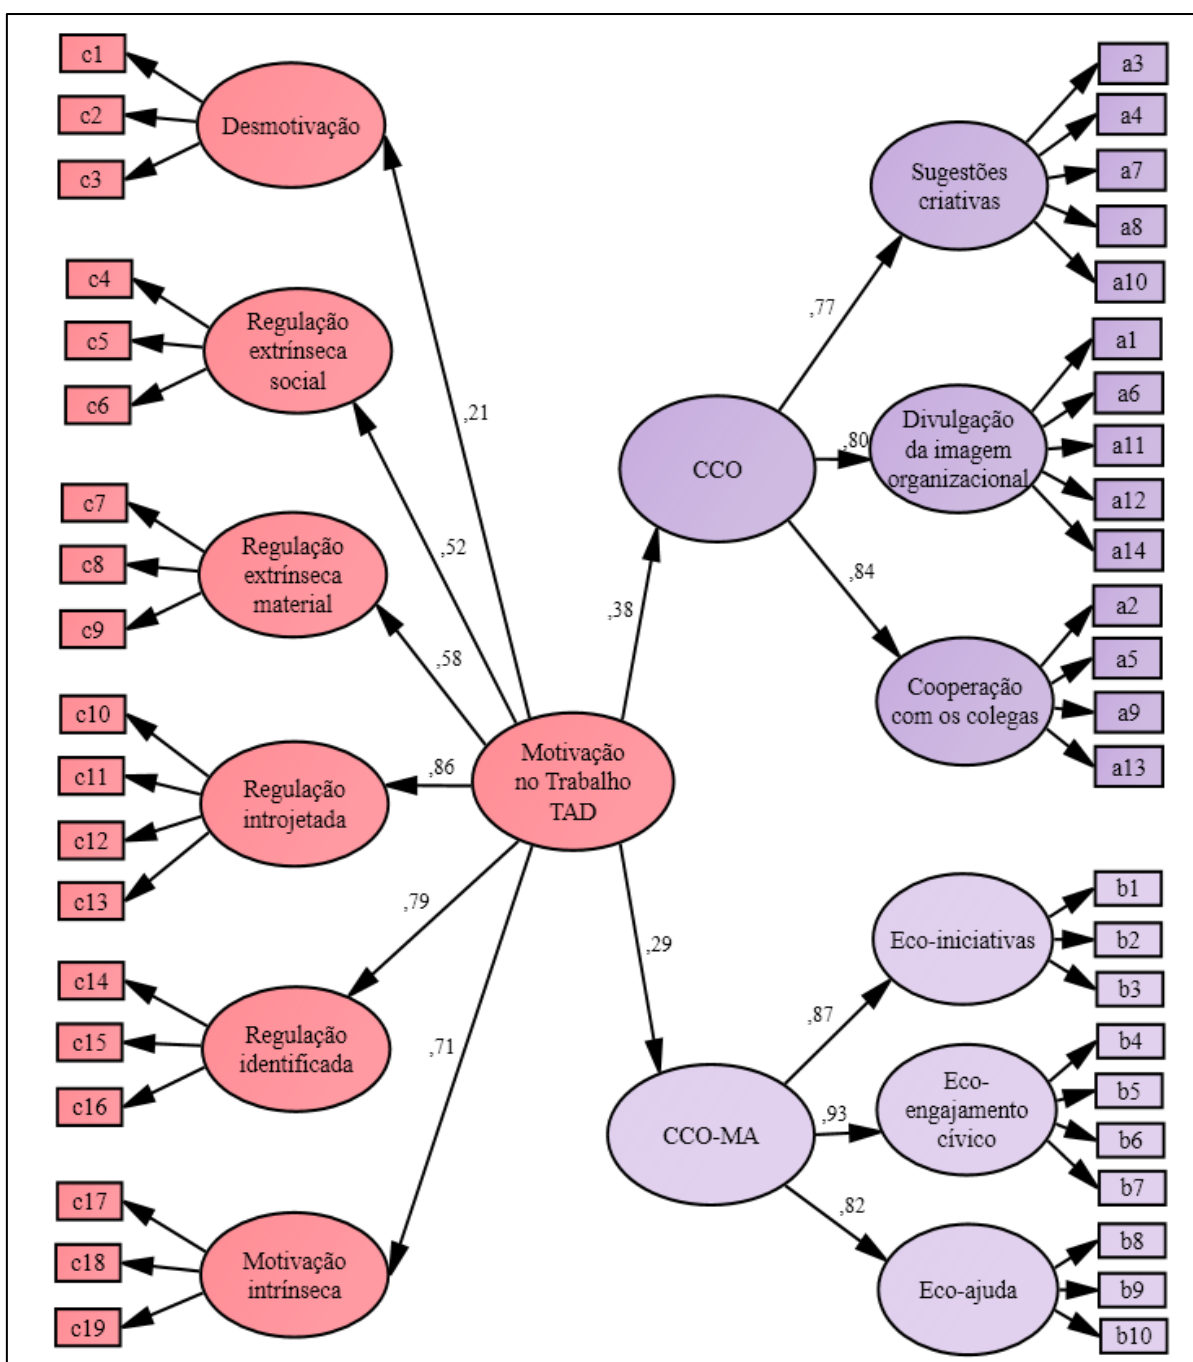 c1
c2
c3
Desmotivação
c4
c5
c6
Regulação
extrínseca
social
c7
c8
c9
Regulação
extrínseca
material
c10
c11
c12
c13
Regulação
introjetada
c14
c15
c16
Regulação
identificada
c17
c18
c19
Motivação
intrínseca
,21
,52
,58
,86
,79
,71
Motivação
no Trabalho
TAD
,38
,29
CCO
,77
,80
,84
Sugestões
criativas
a3
a4
a7
a8
a10
Divulgação
da imagem
organizacional
a1
a6
a11
a12
a14
Cooperação
com os colegas
a2
a5
a9
a13
CCO-MA
,87
,93
,82
Eco-iniciativas
b1
b2
b3
Eco-
engajamento
cívico
b4
b5
b6
b7
Eco-ajuda
b8
b9
b10